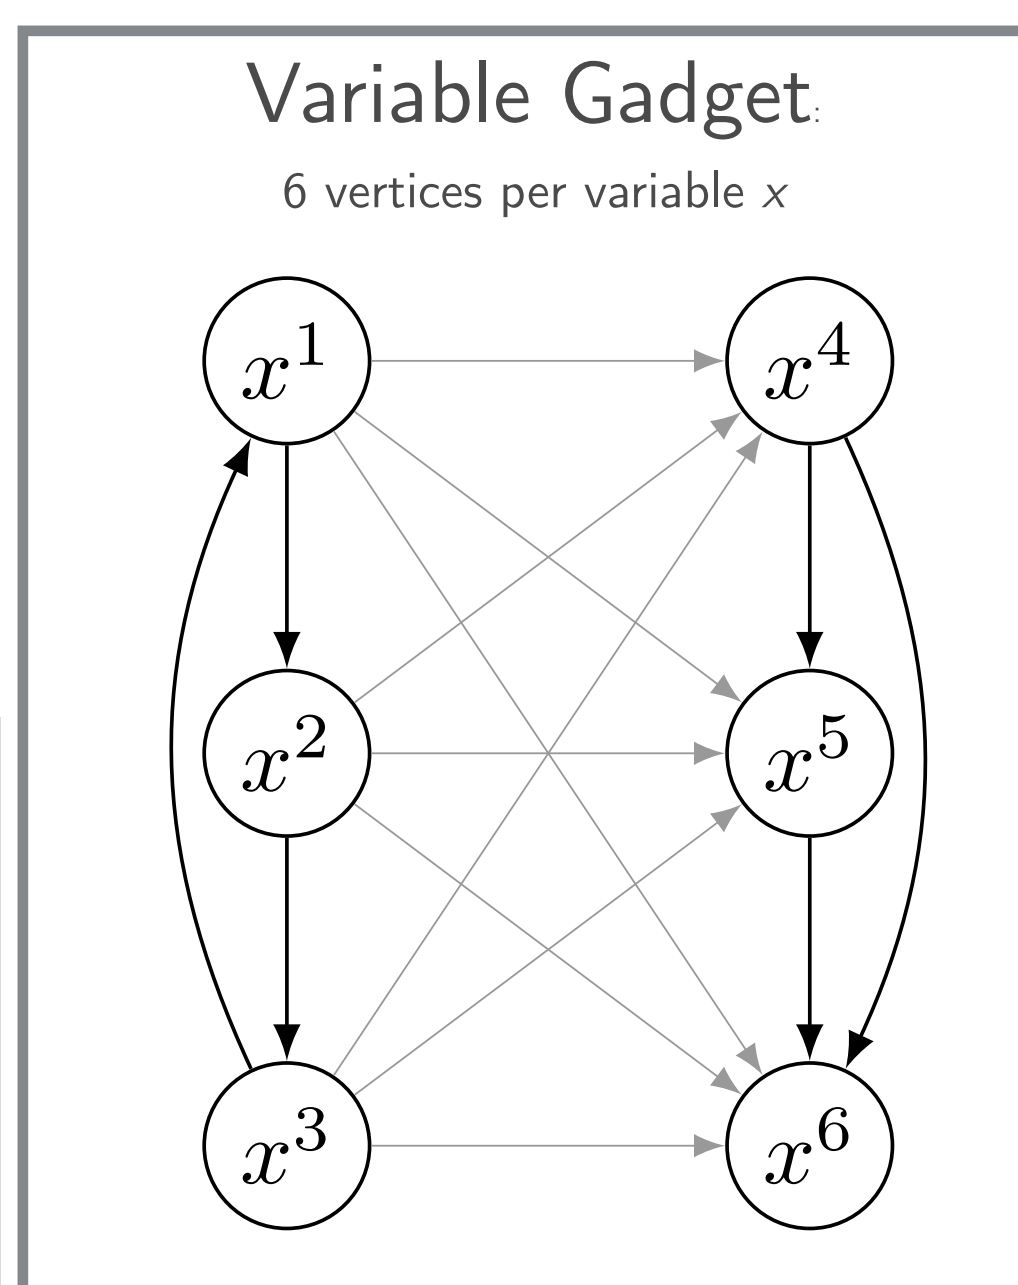 Variable Gadget:
6 vertices per variable x
x^1
x^4
x^2
x^5
x^3
x^6